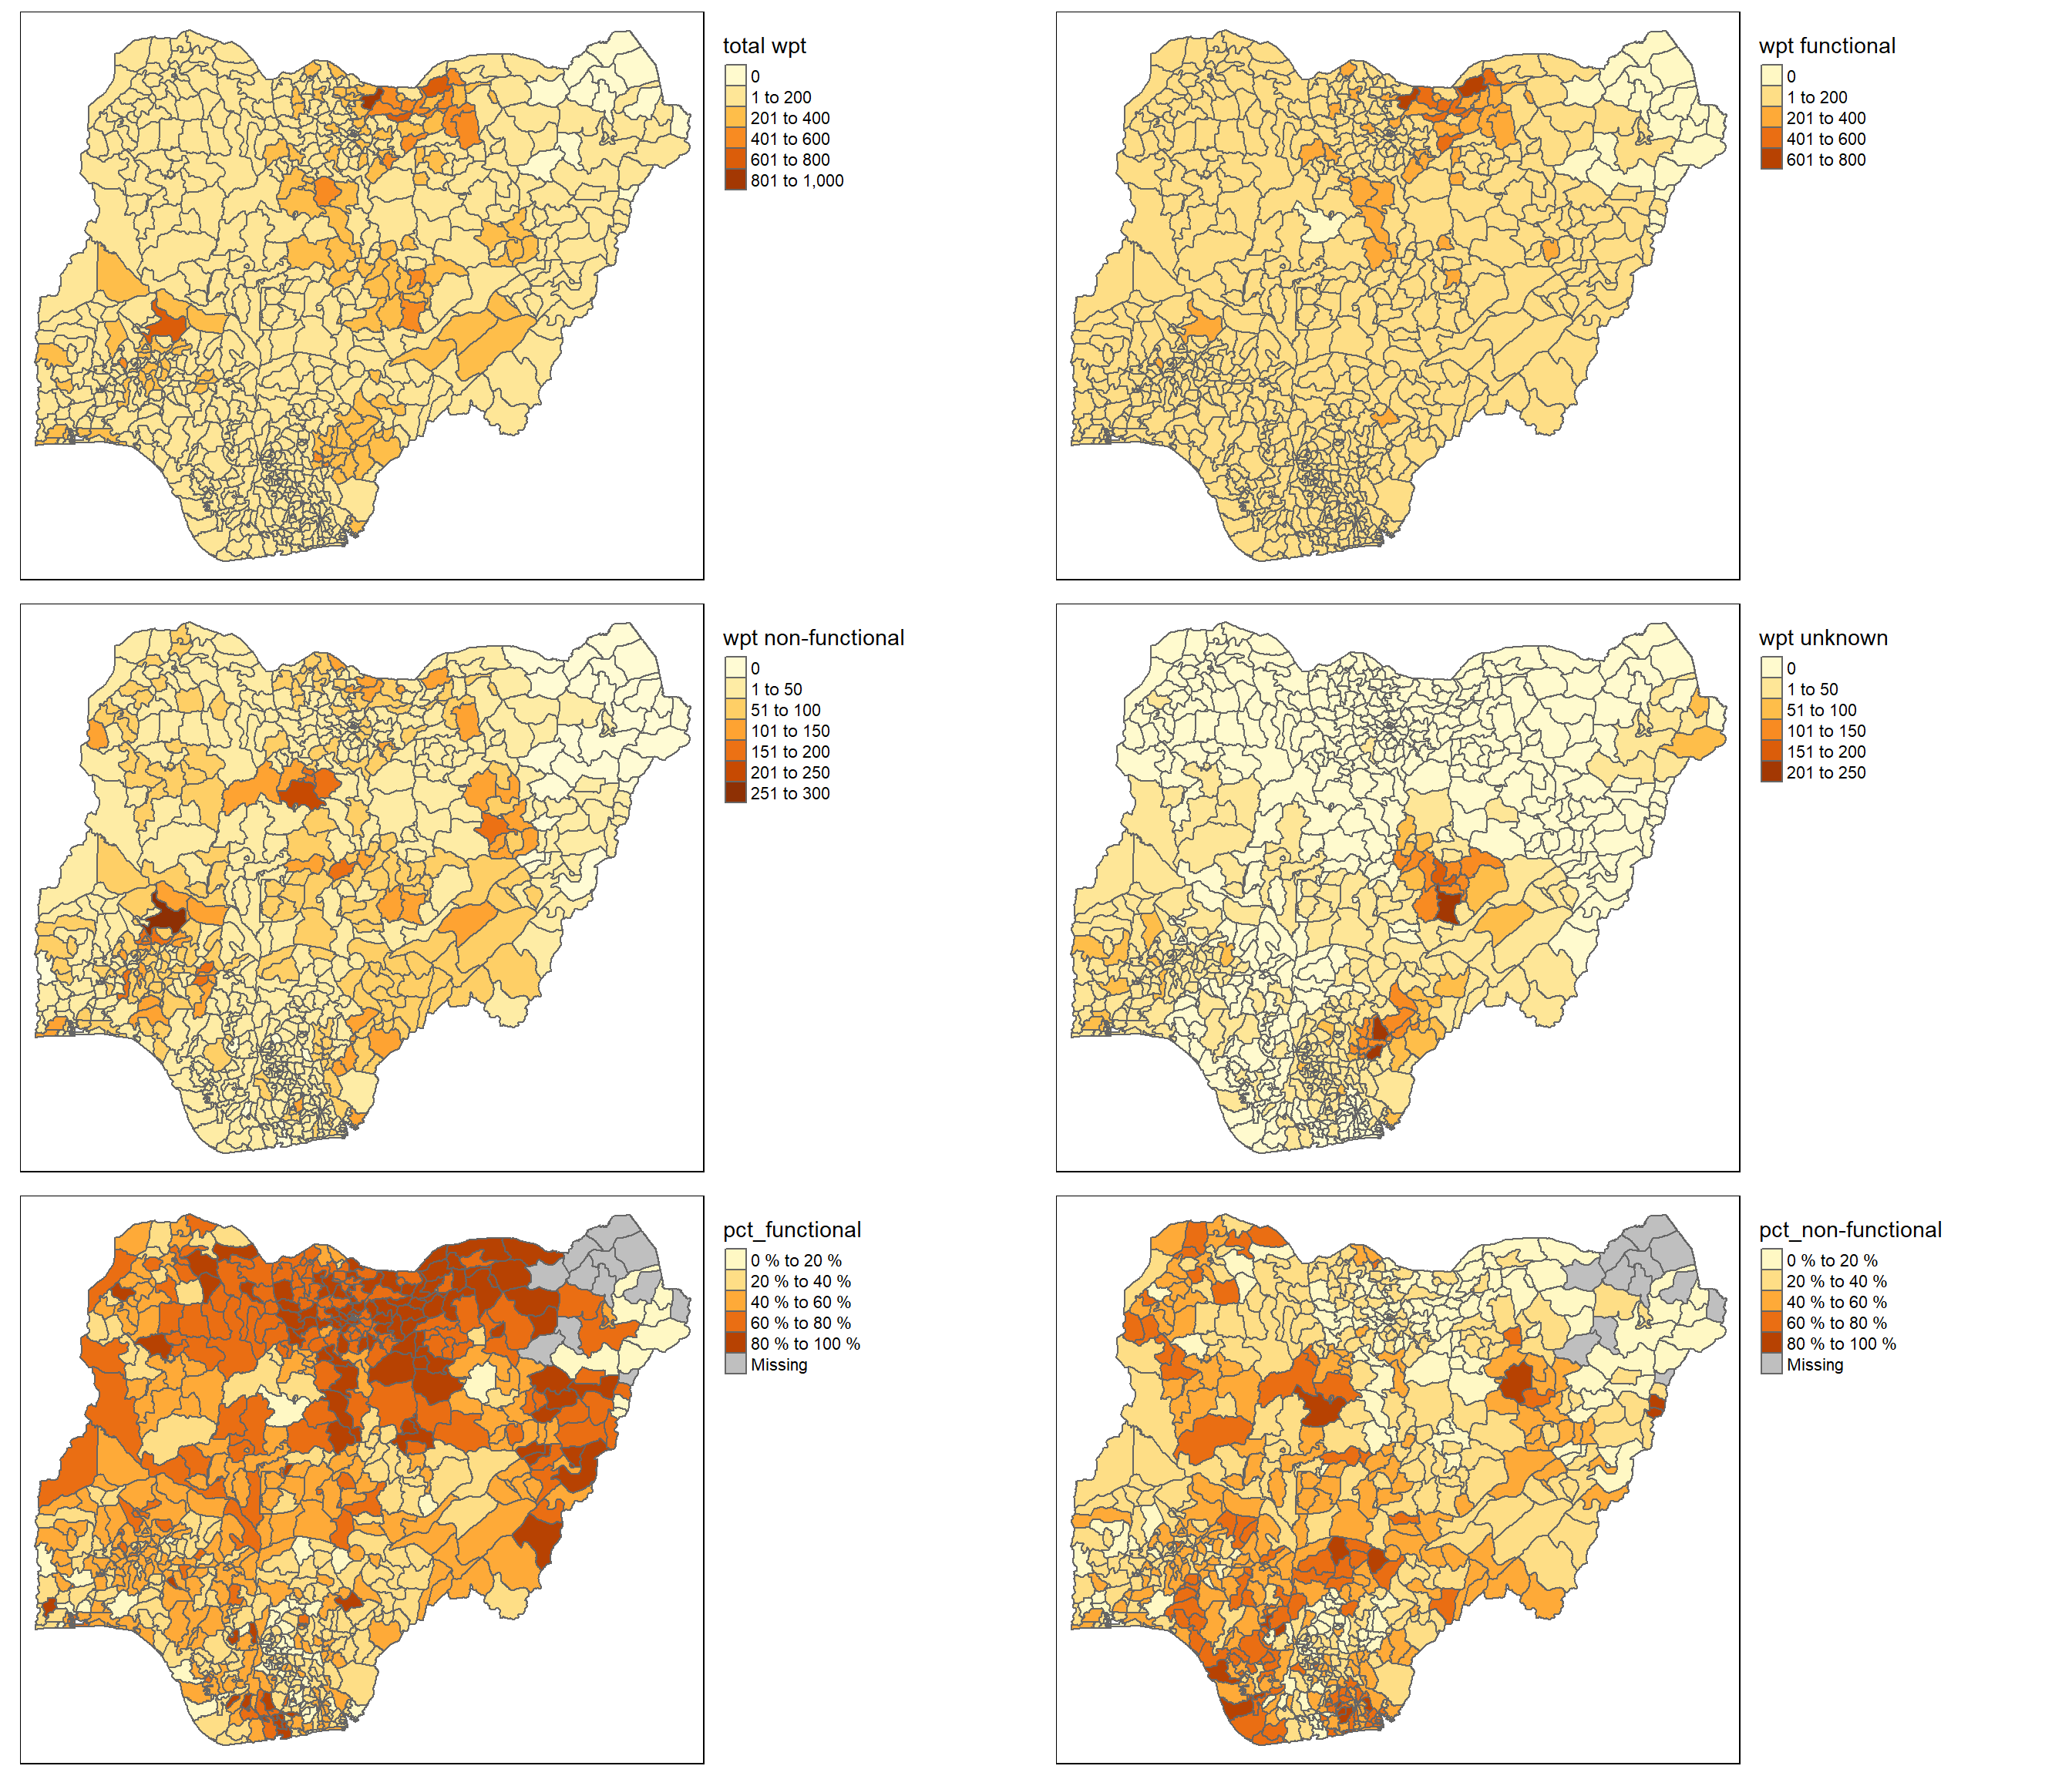 total wpt
0
1 to 200
201 to 400
401 to 600
601 to 800
801 to 1,000
wpt functional
0
1 to 200
201 to 400
401 to 600
601 to 800
wpt non-functional
0
1 to 50
51 to 100
101 to 150
151 to 200
201 to 250
251 to 300
wpt unknown
0
1 to 50
51 to 100
101 to 150
151 to 200
201 to 250
pct_functional
0 % to 20 %
20 % to 40 %
40 % to 60 %
60 % to 80 %
80 % to 100 %
Missing
pct_non-functional
0 % to 20 %
20 % to 40 %
40 % to 60 %
60 % to 80 %
80 % to 100 %
Missing